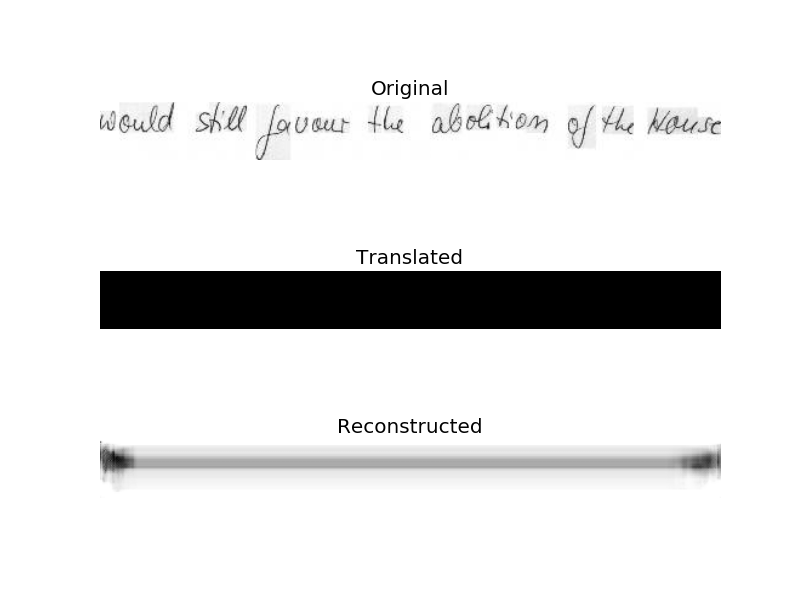 Original
would still favour the abolition of the House
Translated
Reconstructed